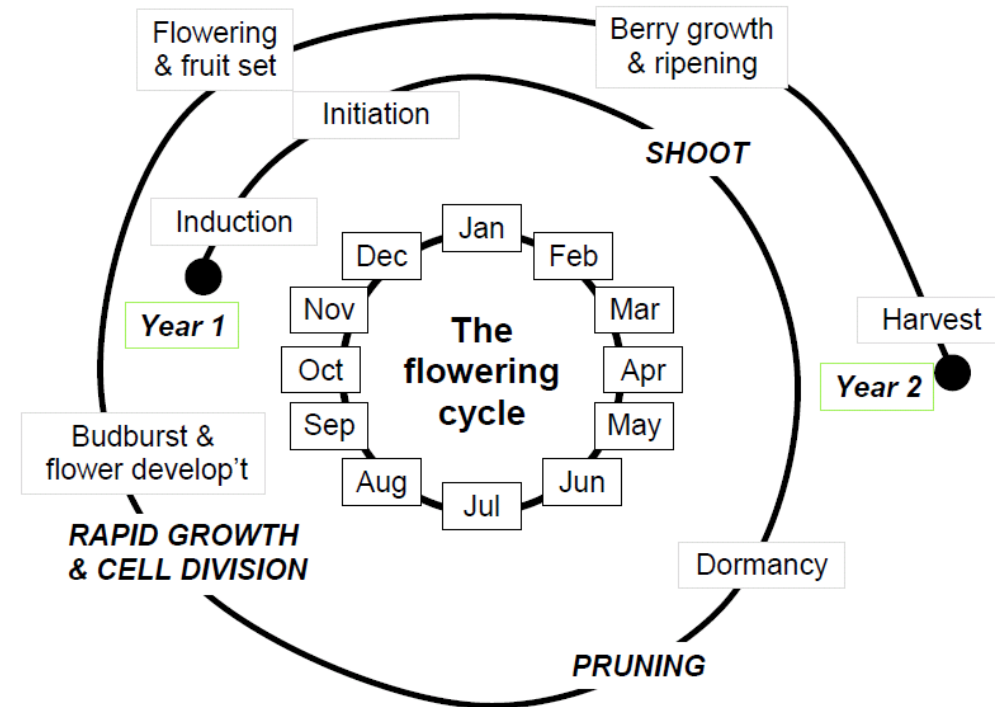 Flowering
& fruit set
Berry growth
& ripening
Initiation
SHOOT
Induction
Year 1
Jan
Feb
Mar
Apr
May
Jun
Jul
Aug
Sep
Oct
Nov
Dec
The
flowering
cycle
Harvest
Year 2
Budburst &
flower develop't
RAPID GROWTH
& CELL DIVISION
Dormancy
PRUNING